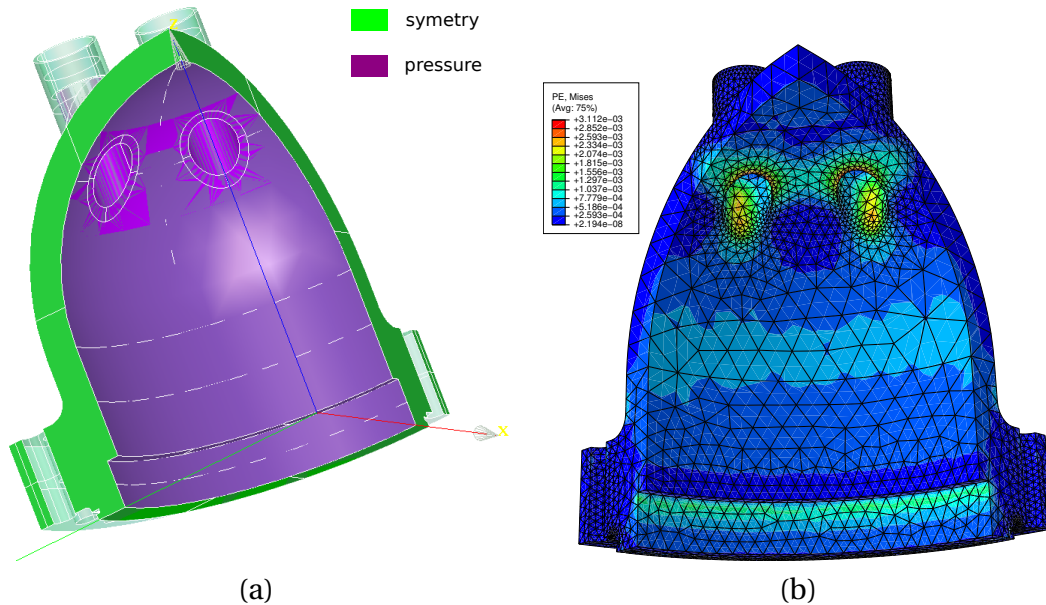 symetry
pressure
Z
X
PE, Mises
(Avg: 75%)
+3.112e-03
+2.852e-03
+2.593e-03
+2.334e-03
+2.074e-03
+1.815e-03
+1.556e-03
+1.297e-03
+1.037e-03
+7.779e-04
+5.186e-04
+2.593e-04
+2.194e-08
(a)
(b)